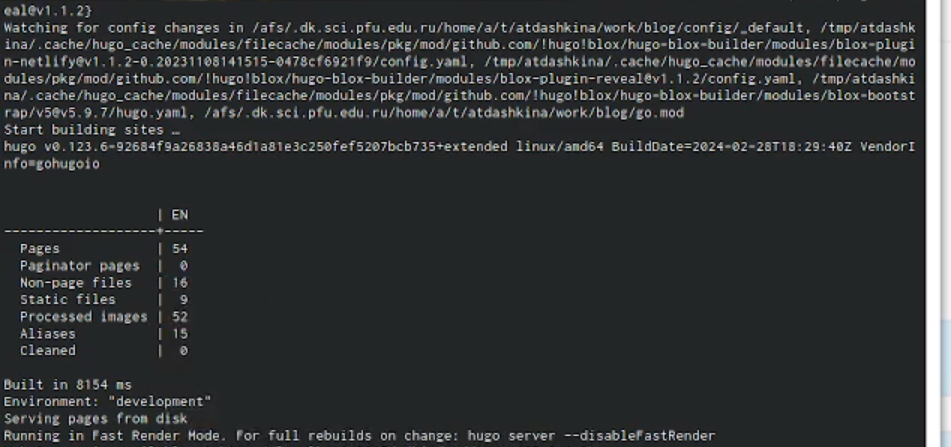 eal@v1.1.2}
Watching for config changes in /afs/.dk.sci.pfu.edu.ru/home/a/t/atdashkina/work/blog/config/_default, /tmp/atdashk
ina/.cache/hugo_cache/modules/filecache/modules/pkg/mod/github.com/!hugo!blox/hugo-blox-builder/modules/blox-plugi
n-netlify@v1.1.2-0.20231108141515-0478cf6921f9/config.yaml, /tmp/atdashkina/.cache/hugo_cache/modules/filecache/mo
dules/pkg/mod/github.com/!hugo!blox/hugo-blox-builder/modules/blox-plugin-reveal@v1.1.2/config.yaml, /tmp/atdashki
na/.cache/hugo_cache/modules/filecache/modules/pkg/mod/github.com/!hugo!blox/hugo-blox-builder/modules/blox-bootst
rap/v5@v5.9.7/hugo.yaml, /afs/.dk.sci.pfu.edu.ru/home/a/t/atdashkina/work/blog/go.mod
Start building sites …
hugo v0.123.6-92684f9a26838a46d1a81e3c250fef5207bcb735+extended linux/amd64 BuildDate=2024-02-28T18:29:40Z VendorI
nfo=gohugoio
                   | EN
-------------------+-----
  Pages            | 54
  Paginator pages  |  0
  Non-page files   | 16
  Static files     |  9
  Processed images | 52
  Aliases          | 15
  Cleaned          |  0
Built in 8154 ms
Environment: "development"
Serving pages from disk
Running in Fast Render Mode. For full rebuilds on change: hugo server --disableFastRender